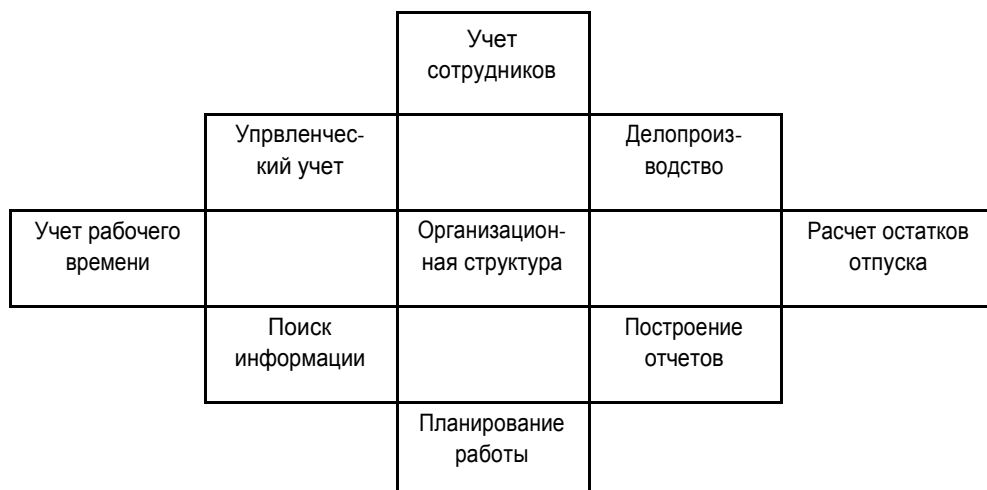 Учет
сотрудников
Упрвленчес-
кий учет
Делопроиз-
водство
Учет рабочего
времени
Организацион-
ная структура
Расчет остатков
отпуска
Поиск
информации
Построение
отчетов
Планирование
работы